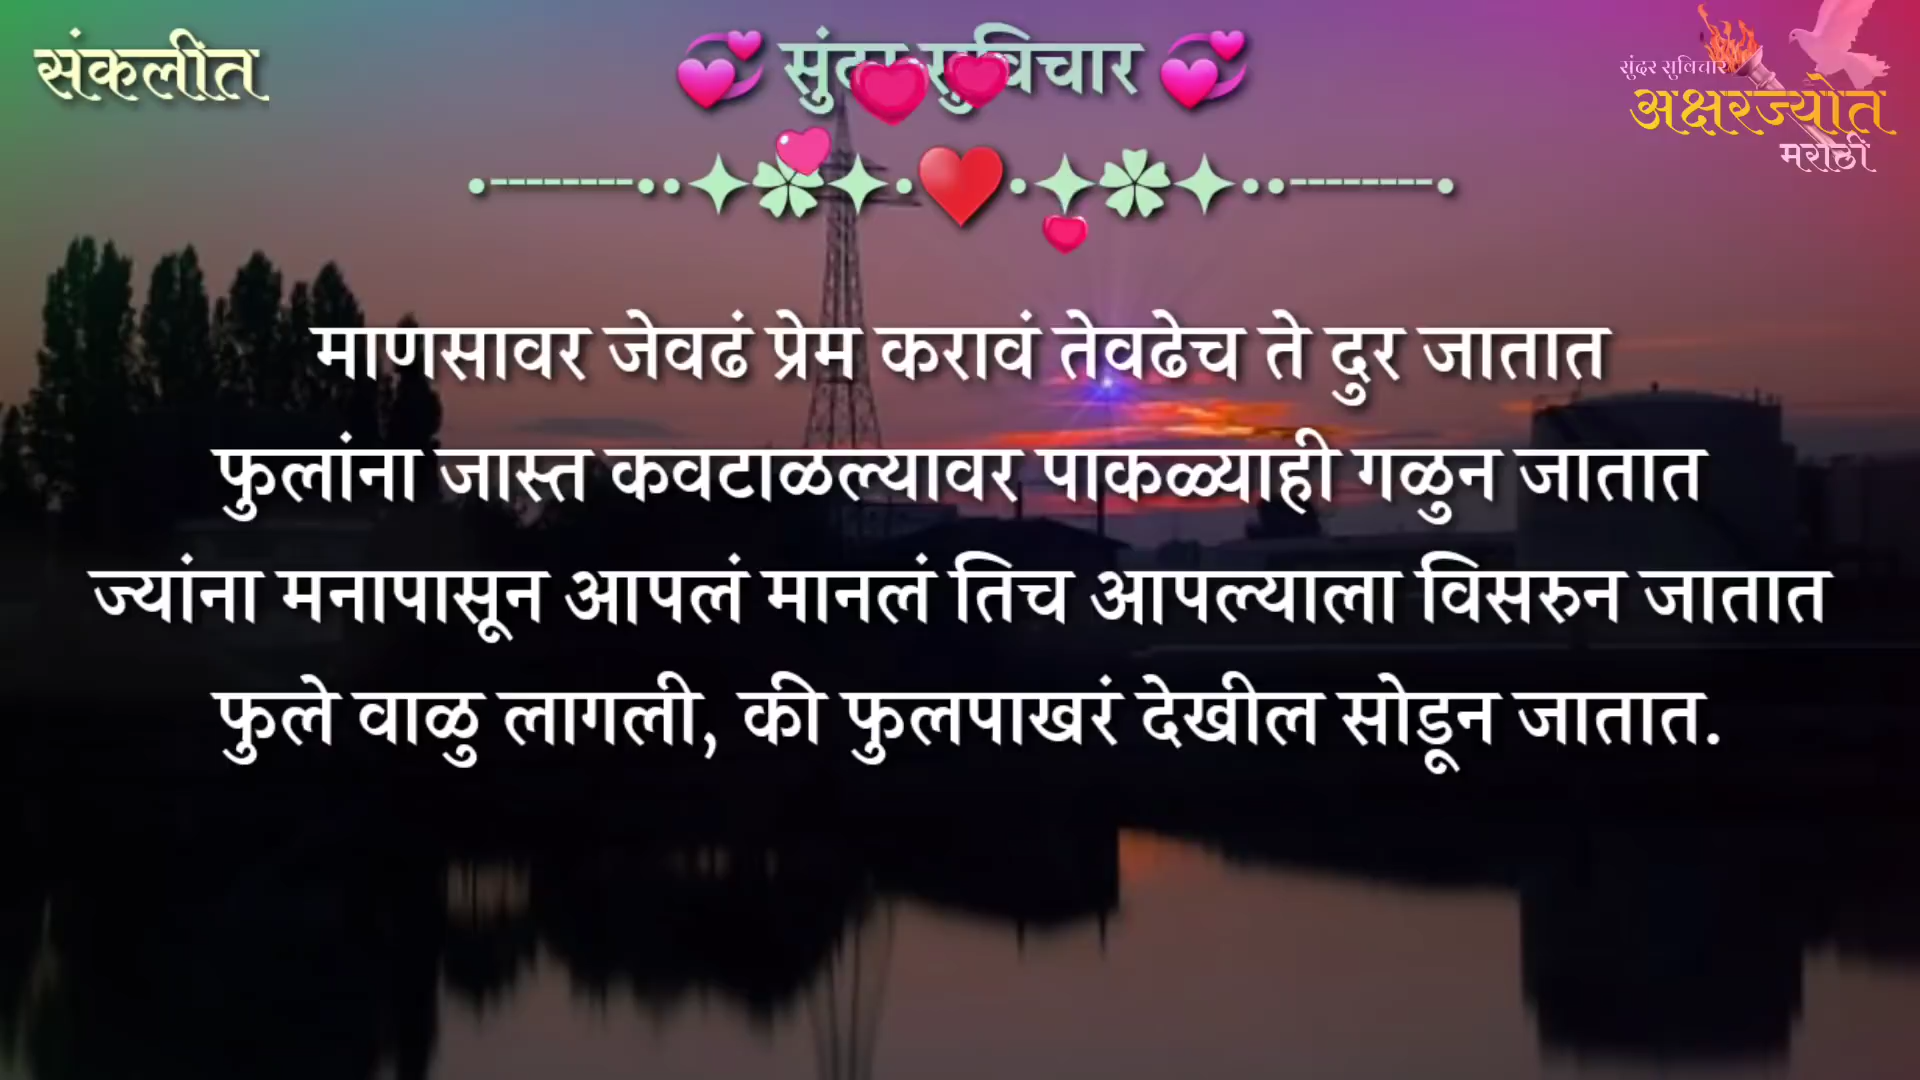 संकलीत
💞 सुंदर सुविचार 💞
सुंदर सुविचार
अक्षरज्योत
मराठी
माणसावर जेवढं प्रेम करावं तेवढेच ते दुर जातात
फुलांना जास्त कवटाळल्यावर पाकळ्याही गळुन जातात
ज्यांना मनापासून आपलं मानलं तिच आपल्याला विसरुन जातात
फुले वाळु लागली, की फुलपाखरं देखील सोडून जातात.